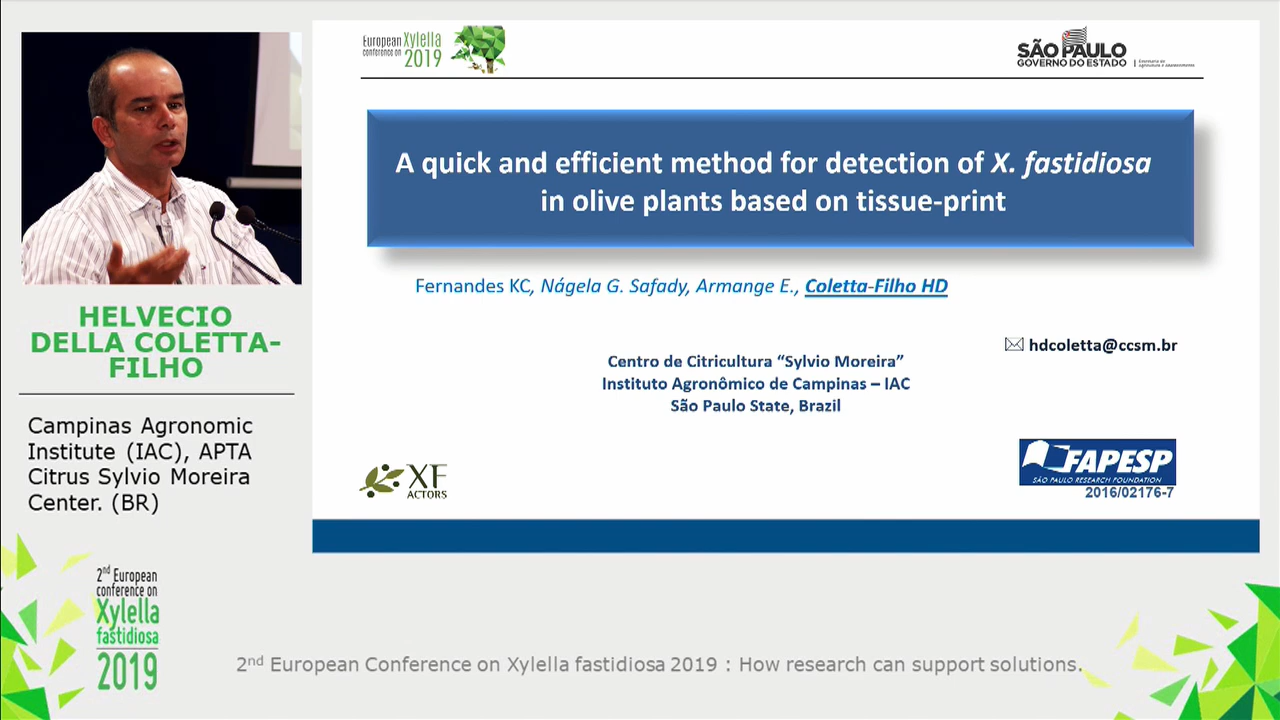 European Xylella
conference on 2019
SÃO PAULO
GOVERNO DO ESTADO
Secretaria de
agricultura e abastecimento
A quick and efficient method for detection of X. fastidiosa
in olive plants based on tissue-print
Fernandes KC, Nágela G. Safady, Armange E., Coletta-Filho HD
hdcoletta@ccsm.br
Centro de Citricultura “Sylvio Moreira”
Instituto Agronômico de Campinas – IAC
São Paulo State, Brazil
XF
ACTORS
FAPESP
SÃO PAULO RESEARCH FOUNDATION
2016/02176-7
HELVECIO
DELLA COLETTA-
FILHO
Campinas Agronomic
Institute (IAC), APTA
Citrus Sylvio Moreira
Center. (BR)
2nd European
conference on
Xylella
fastidiosa
2019
2nd European Conference on Xylella fastidiosa 2019 : How research can support solutions.